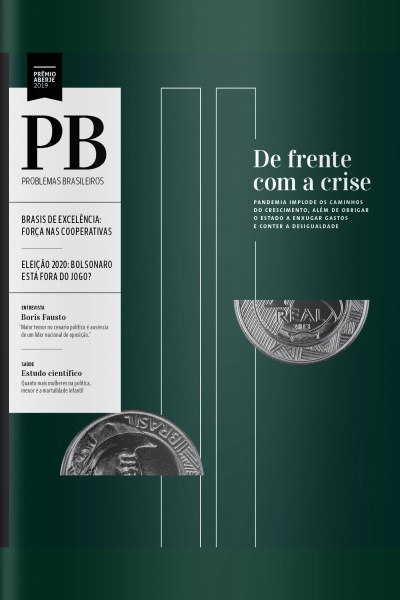 PRÊMIO
ABERJE
2019
PB
PROBLEMAS BRASILEIROS
BRASIS DE EXCELÊNCIA:
FORÇA NAS COOPERATIVAS
ELEIÇÃO 2020: BOLSONARO
ESTÁ FORA DO JOGO?
ENTREVISTA
Boris Fausto
"Maior temor no cenário político é ausência
de um líder nacional de oposição."
SAÚDE
Estudo científico
Quanto mais mulheres na política,
menor é a mortalidade infantil
De frente
com a crise
PANDEMIA IMPLODE OS CAMINHOS
DO CRESCIMENTO, ALÉM DE OBRIGAR
O ESTADO A ENXUGAR GASTOS
E CONTER A DESIGUALDADE
REAL
BRASIL